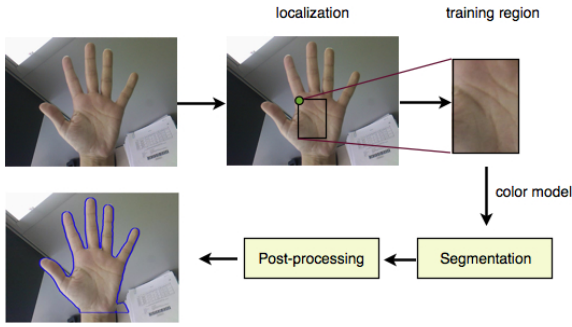 localization
training region
color model
Post-processing
Segmentation